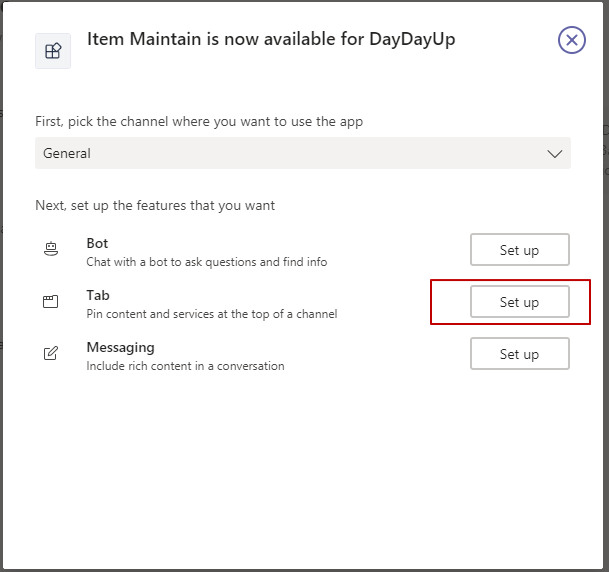 Item Maintain is now available for DayDayUp
First, pick the channel where you want to use the app
General
Next, set up the features that you want
Bot
Chat with a bot to ask questions and find info
Set up
Tab
Pin content and services at the top of a channel
Set up
Messaging
Include rich content in a conversation
Set up